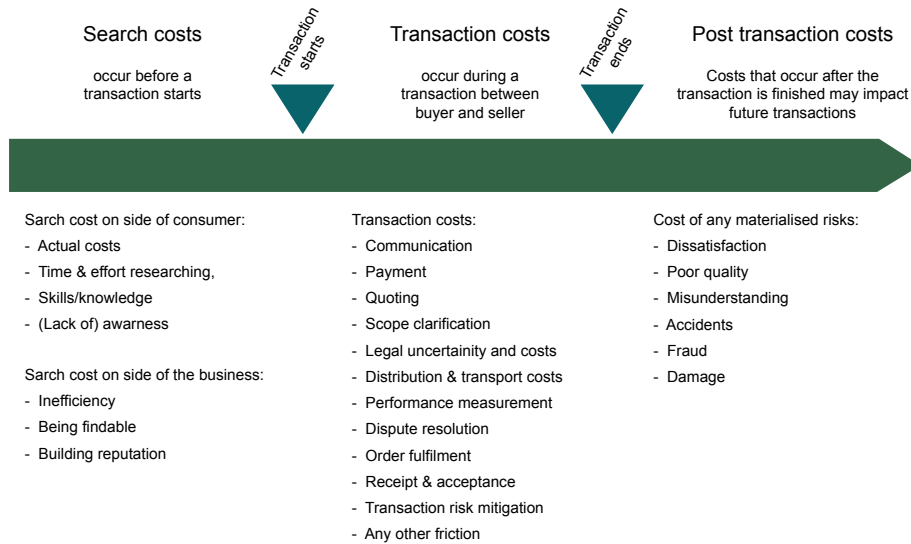 Search costs
occur before a
transaction starts
Transaction
starts
Transaction costs
occur during a
transaction between
buyer and seller
Transaction
ends
Post transaction costs
Costs that occur after the
transaction is finished may impact
future transactions
Sarch cost on side of consumer:
- Actual costs
- Time & effort researching,
- Skills/knowledge
- (Lack of) awarness
Sarch cost on side of the business:
- Inefficiency
- Being findable
- Building reputation
Transaction costs:
- Communication
- Payment
- Quoting
- Scope clarification
- Legal uncertainity and costs
- Distribution & transport costs
- Performance measurement
- Dispute resolution
- Order fulfilment
- Receipt & acceptance
- Transaction risk mitigation
- Any other friction
Cost of any materialised risks:
- Dissatisfaction
- Poor quality
- Misunderstanding
- Accidents
- Fraud
- Damage